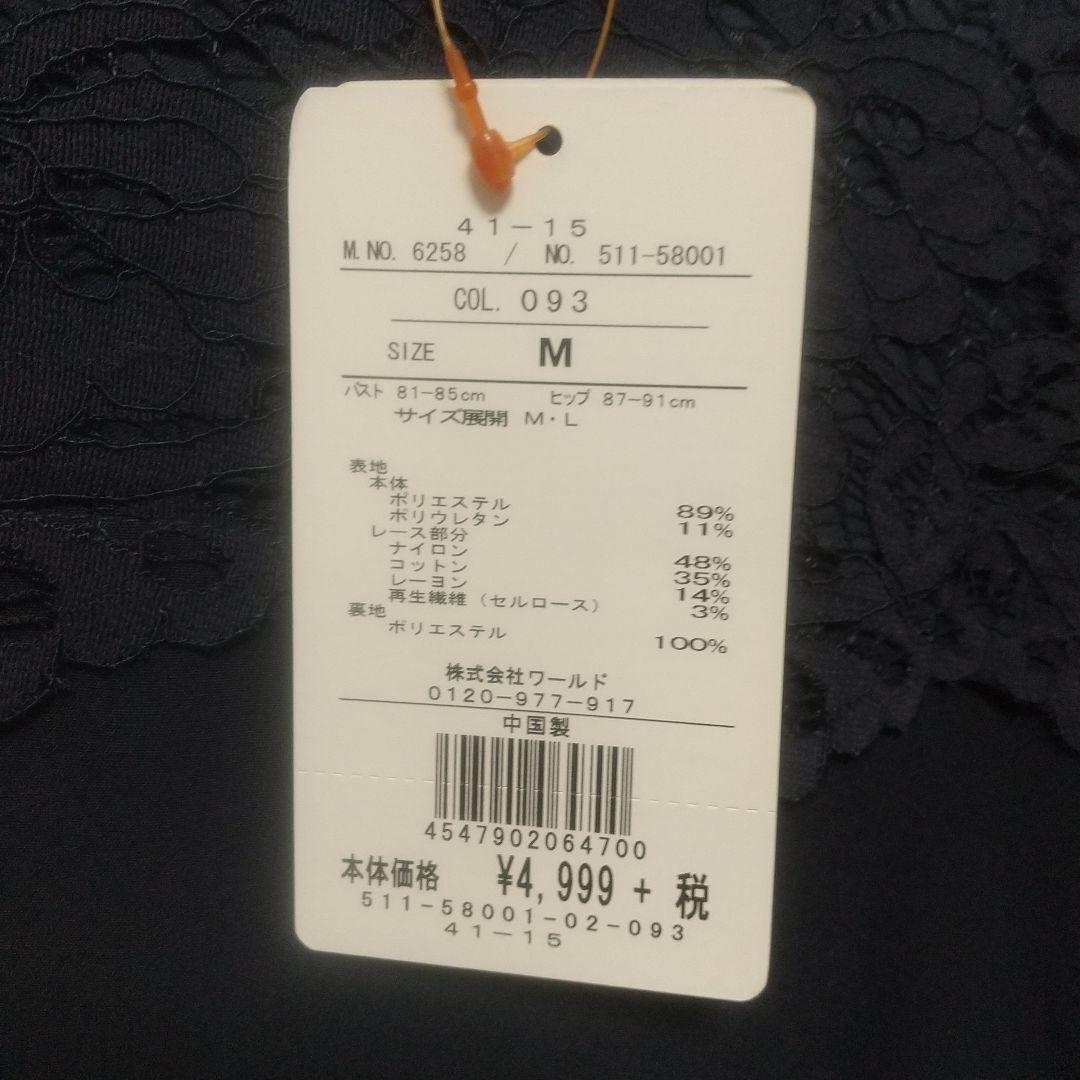 41-15
M.NO. 6258 / NO. 511-58001
COL. 093
SIZE M
バスト 81-85cm ヒップ 87-91cm
サイズ展開 M・L
表地
本体
ポリエステル 89%
ポリウレタン 11%
レース部分
ナイロン 48%
コットン 35%
レーヨン 14%
再生繊維(セルロース) 3%
裏地
ポリエステル 100%
株式会社ワールド
0120-977-917
中国製
4547902064700
本体価格 ¥4,999 + 税
511-58001-02-093
41-15